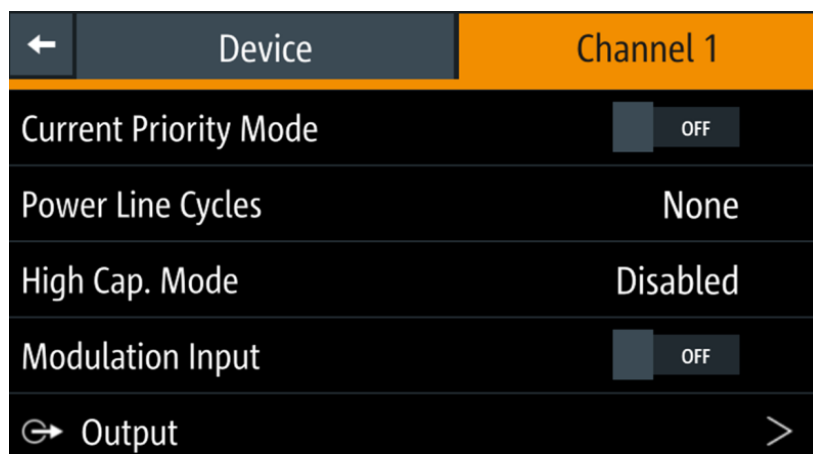 Device Channel 1
Current Priority Mode OFF
Power Line Cycles None
High Cap. Mode Disabled
Modulation Input OFF
Output >